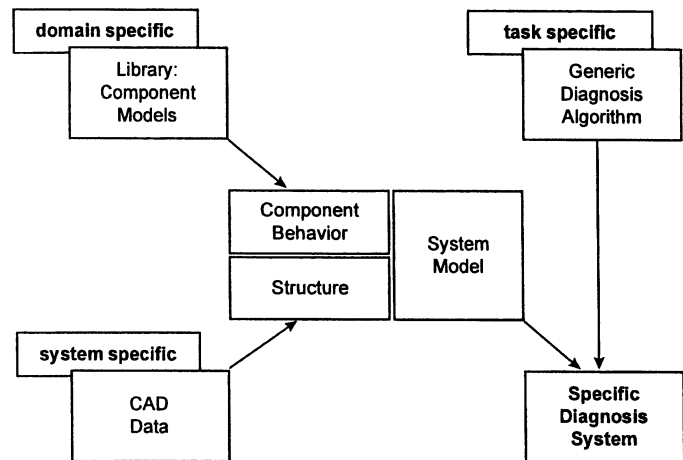 domain specific
Library:
Component
Models
task specific
Generic
Diagnosis
Algorithm
Component
Behavior
Structure
System
Model
system specific
CAD
Data
Specific
Diagnosis
System